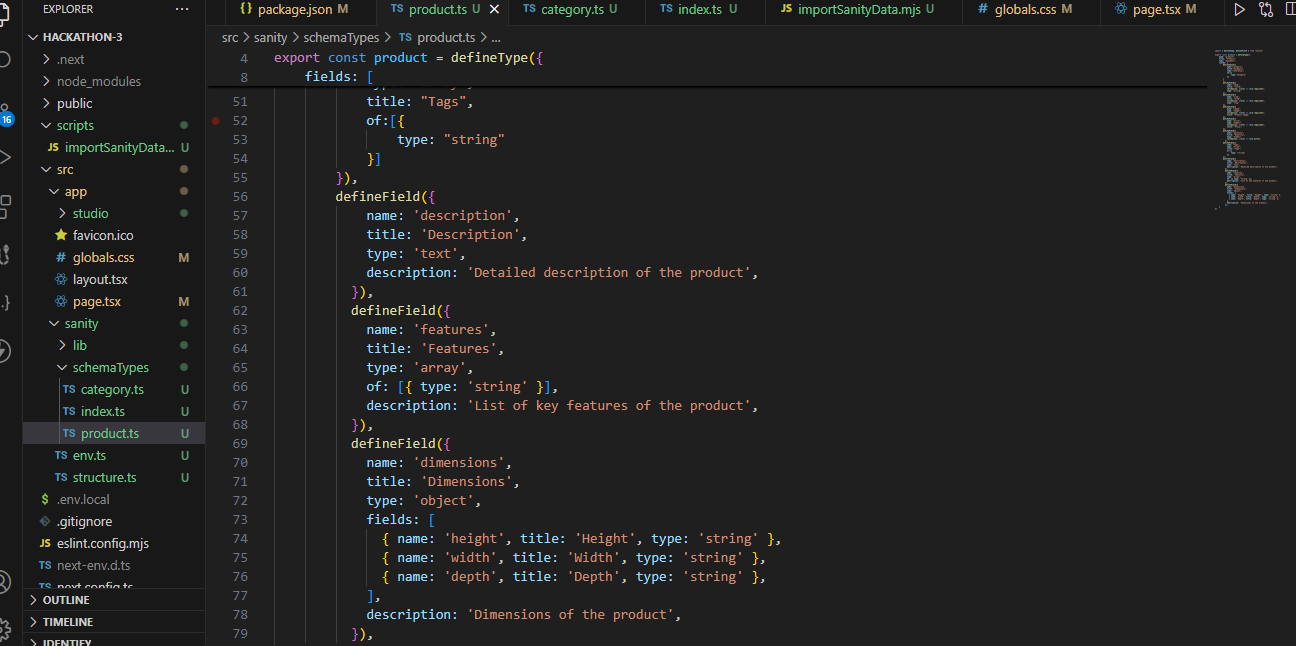 EXPLORER
HACKATHON-3
.next
node_modules
public
scripts
JS importSanityData... U
src
app
studio
favicon.ico
# globals.css M
layout.tsx
page.tsx M
sanity
lib
schemaTypes
TS category.ts U
TS index.ts U
TS product.ts U
TS env.ts U
TS structure.ts U
$ .env.local
.gitignore
JS eslint.config.mjs
TS next-env.d.ts
TS next.config.ts
OUTLINE
TIMELINE
IDENTIFY
16
{} package.json M
TS product.ts U
TS category.ts U
TS index.ts U
JS importSanityData.mjs U
# globals.css M
page.tsx M
src > sanity > schemaTypes > TS product.ts > ...
4 export const product = defineType({
8 fields: [
51 title: "Tags",
52 of:[{
53 type: "string"
54 }]
55 }),
56 defineField({
57 name: 'description',
58 title: 'Description',
59 type: 'text',
60 description: 'Detailed description of the product',
61 }),
62 defineField({
63 name: 'features',
64 title: 'Features',
65 type: 'array',
66 of: [{ type: 'string' }],
67 description: 'List of key features of the product',
68 }),
69 defineField({
70 name: 'dimensions',
71 title: 'Dimensions',
72 type: 'object',
73 fields: [
74 { name: 'height', title: 'Height', type: 'string' },
75 { name: 'width', title: 'Width', type: 'string' },
76 { name: 'depth', title: 'Depth', type: 'string' },
77 ],
78 description: 'Dimensions of the product',
79 }),